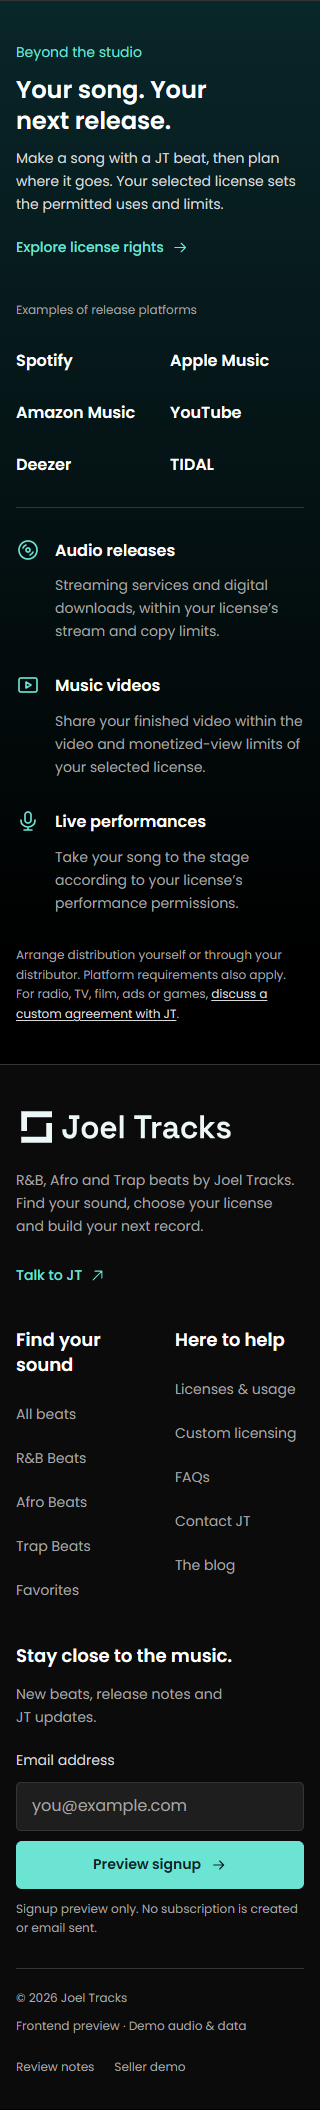 Beyond the studio
Your song. Your
next release.
Make a song with a JT beat, then plan
where it goes. Your selected license sets
the permitted uses and limits.
Explore license rights →
Examples of release platforms
Spotify
Apple Music
Amazon Music
YouTube
Deezer
TIDAL
Audio releases
Streaming services and digital
downloads, within your license’s
stream and copy limits.
Music videos
Share your finished video within the
video and monetized-view limits of
your selected license.
Live performances
Take your song to the stage
according to your license’s
performance permissions.
Arrange distribution yourself or through your
distributor. Platform requirements also apply.
For radio, TV, film, ads or games, discuss a
custom agreement with JT.
Joel Tracks
R&B, Afro and Trap beats by Joel Tracks.
Find your sound, choose your license
and build your next record.
Talk to JT ↗
Find your
sound
All beats
R&B Beats
Afro Beats
Trap Beats
Favorites
Here to help
Licenses & usage
Custom licensing
FAQs
Contact JT
The blog
Stay close to the music.
New beats, release notes and
JT updates.
Email address
you@example.com
Preview signup →
Signup preview only. No subscription is created
or email sent.
© 2026 Joel Tracks
Frontend preview · Demo audio & data
Review notes
Seller demo